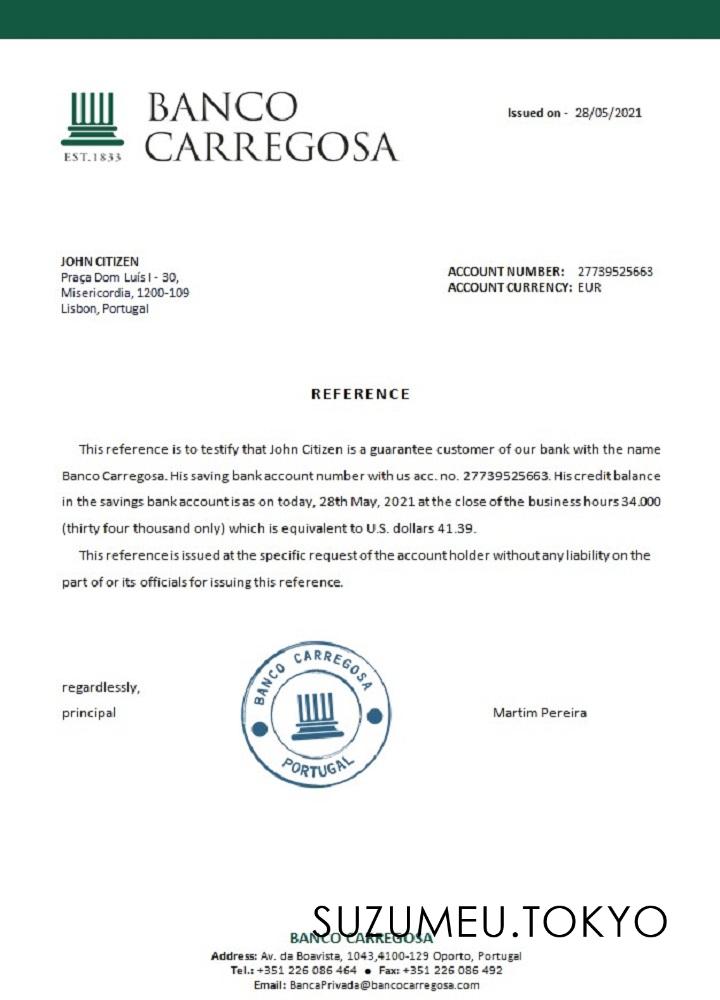 BANCO
CARREGOSA
EST.1833
Issued on - 28/05/2021
JOHN CITIZEN
Praça Dom Luís I - 30,
Misericordia, 1200-109
Lisbon, Portugal
ACCOUNT NUMBER: 27739525663
ACCOUNT CURRENCY: EUR
REFERENCE
This reference is to testify that John Citizen is a guarantee customer of our bank with the name
Banco Carregosa. His saving bank account number with us acc. no. 27739525663. His credit balance
in the savings bank account is as on today, 28th May, 2021 at the close of the business hours 34.000
(thirty four thousand only) which is equivalent to U.S. dollars 41.39.
This reference is issued at the specific request of the account holder without any liability on the
part of or its officials for issuing this reference.
regardlessly,
principal
BANCO CARREGOSA
PORTUGAL
Martim Pereira
SUZUMEU.TOKYO
BANCO CARREGOSA
Address: Av. da Boavista, 1043,4100-129 Oporto, Portugal
Tel.: +351 226 086 464 ● Fax: +351 226 086 492
Email: BancaPrivada@bancocarregosa.com